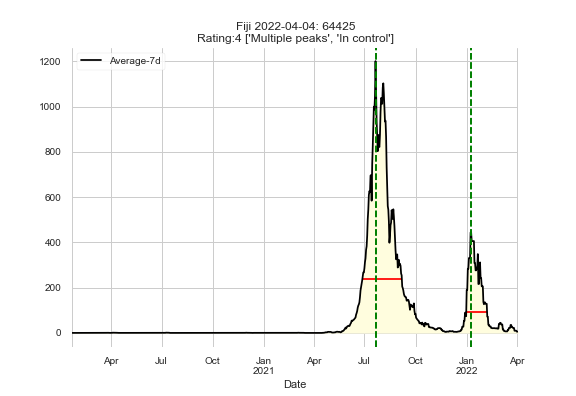 Fiji 2022-04-04: 64425
Rating:4 ['Multiple peaks', 'In control']
Average-7d
1200
1000
800
600
400
200
0
Apr Jul Oct Jan Apr Jul Oct Jan Apr
2021 2022
Date